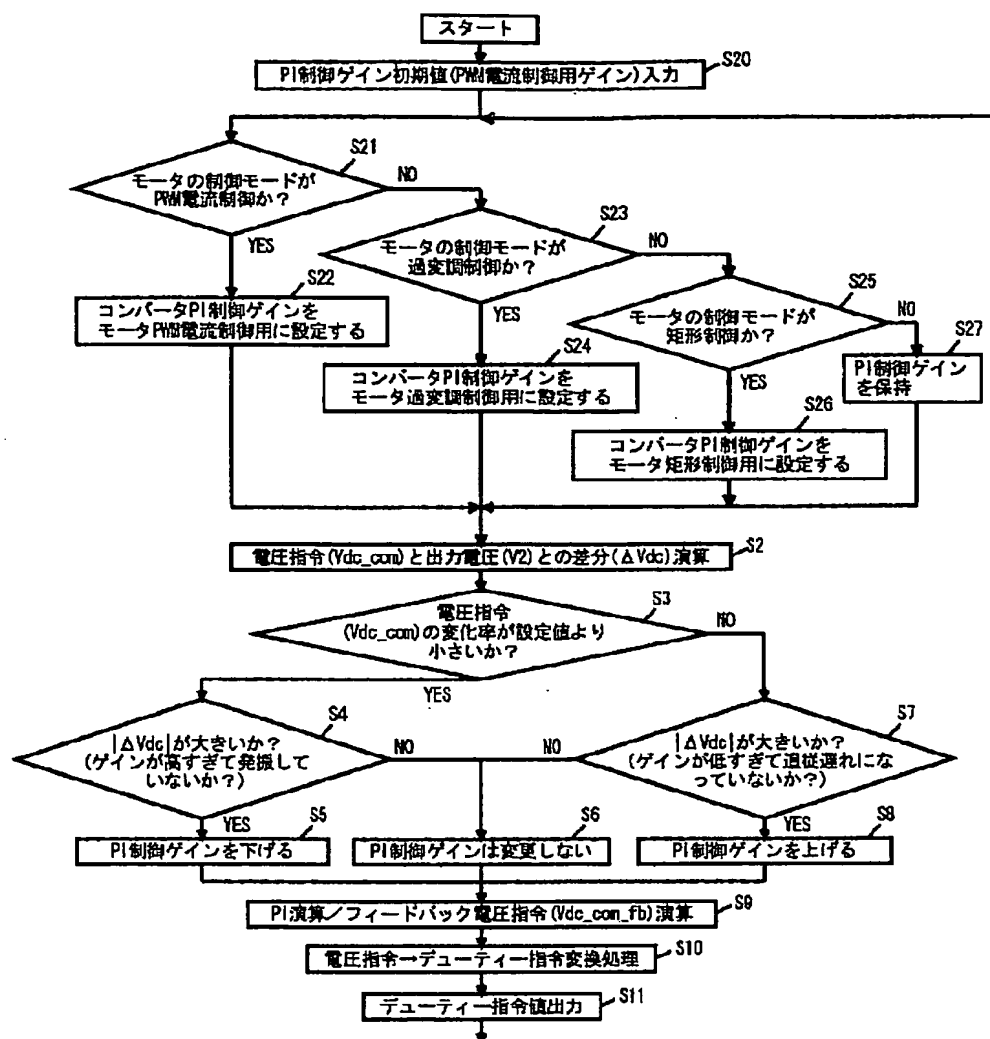 スタート
PI制御ゲイン初期値(PWM電流制御用ゲイン)入力
S20
S21
モータの制御モードが
PWM電流制御か?
NO
YES
S23
モータの制御モードが
過変調制御か?
NO
YES
S22
コンバータPI制御ゲインを
モータPWM電流制御用に設定する
S25
モータの制御モードが
矩形制御か?
NO
YES
S24
コンバータPI制御ゲインを
モータ過変調制御用に設定する
S27
PI制御ゲイン
を保持
S26
コンバータPI制御ゲインを
モータ矩形制御用に設定する
電圧指令(Vdc_com)と出力電圧(V2)との差分(ΔVdc)演算
S2
S3
電圧指令
(Vdc_com)の変化率が設定値より
小さいか?
NO
YES
S4
|ΔVdc|が大きいか?
(ゲインが高すぎて発振して
いないか?)
NO
YES
S7
|ΔVdc|が大きいか?
(ゲインが低すぎて追従遅れにな
っていないか?)
NO
YES
S5
PI制御ゲインを下げる
S6
PI制御ゲインは変更しない
S8
PI制御ゲインを上げる
PI演算/フィードバック電圧指令(Vdc_com_fb)演算
S9
電圧指令→デューティー指令変換処理
S10
デューティー指令値出力
S11